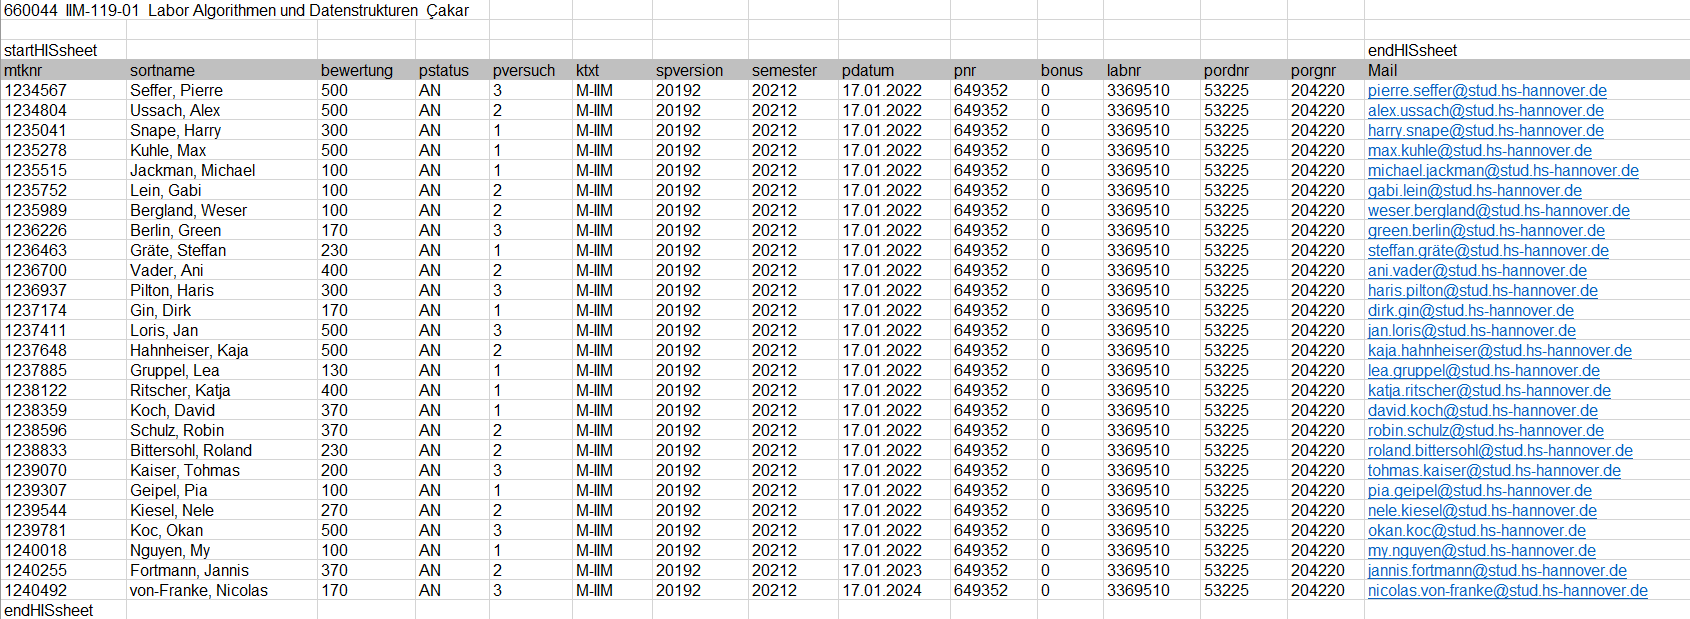 660044 IIM-119-01 Labor Algorithmen und Datenstrukturen Çakar
startHISsheet endHISsheet
mtknr sortname bewertung pstatus pversuch ktxt spversion semester pdatum pnr bonus labnr pordnr porgnr Mail
1234567 Seffer, Pierre 500 AN 3 M-IIM 20192 20212 17.01.2022 649352 0 3369510 53225 204220 pierre.seffer@stud.hs-hannover.de
1234804 Ussach, Alex 500 AN 2 M-IIM 20192 20212 17.01.2022 649352 0 3369510 53225 204220 alex.ussach@stud.hs-hannover.de
1235041 Snape, Harry 300 AN 1 M-IIM 20192 20212 17.01.2022 649352 0 3369510 53225 204220 harry.snape@stud.hs-hannover.de
1235278 Kuhle, Max 500 AN 1 M-IIM 20192 20212 17.01.2022 649352 0 3369510 53225 204220 max.kuhle@stud.hs-hannover.de
1235515 Jackman, Michael 100 AN 1 M-IIM 20192 20212 17.01.2022 649352 0 3369510 53225 204220 michael.jackman@stud.hs-hannover.de
1235752 Lein, Gabi 100 AN 2 M-IIM 20192 20212 17.01.2022 649352 0 3369510 53225 204220 gabi.lein@stud.hs-hannover.de
1235989 Bergland, Weser 100 AN 2 M-IIM 20192 20212 17.01.2022 649352 0 3369510 53225 204220 weser.bergland@stud.hs-hannover.de
1236226 Berlin, Green 170 AN 3 M-IIM 20192 20212 17.01.2022 649352 0 3369510 53225 204220 green.berlin@stud.hs-hannover.de
1236463 Gräte, Steffan 230 AN 1 M-IIM 20192 20212 17.01.2022 649352 0 3369510 53225 204220 steffan.gräte@stud.hs-hannover.de
1236700 Vader, Ani 400 AN 2 M-IIM 20192 20212 17.01.2022 649352 0 3369510 53225 204220 ani.vader@stud.hs-hannover.de
1236937 Pilton, Haris 300 AN 3 M-IIM 20192 20212 17.01.2022 649352 0 3369510 53225 204220 haris.pilton@stud.hs-hannover.de
1237174 Gin, Dirk 170 AN 1 M-IIM 20192 20212 17.01.2022 649352 0 3369510 53225 204220 dirk.gin@stud.hs-hannover.de
1237411 Loris, Jan 500 AN 3 M-IIM 20192 20212 17.01.2022 649352 0 3369510 53225 204220 jan.loris@stud.hs-hannover.de
1237648 Hahnheiser, Kaja 500 AN 2 M-IIM 20192 20212 17.01.2022 649352 0 3369510 53225 204220 kaja.hahnheiser@stud.hs-hannover.de
1237885 Gruppel, Lea 130 AN 1 M-IIM 20192 20212 17.01.2022 649352 0 3369510 53225 204220 lea.gruppel@stud.hs-hannover.de
1238122 Ritscher, Katja 400 AN 1 M-IIM 20192 20212 17.01.2022 649352 0 3369510 53225 204220 katja.ritscher@stud.hs-hannover.de
1238359 Koch, David 370 AN 1 M-IIM 20192 20212 17.01.2022 649352 0 3369510 53225 204220 david.koch@stud.hs-hannover.de
1238596 Schulz, Robin 370 AN 2 M-IIM 20192 20212 17.01.2022 649352 0 3369510 53225 204220 robin.schulz@stud.hs-hannover.de
1238833 Bittersohl, Roland 230 AN 2 M-IIM 20192 20212 17.01.2022 649352 0 3369510 53225 204220 roland.bittersohl@stud.hs-hannover.de
1239070 Kaiser, Tohmas 200 AN 3 M-IIM 20192 20212 17.01.2022 649352 0 3369510 53225 204220 tohmas.kaiser@stud.hs-hannover.de
1239307 Geipel, Pia 100 AN 1 M-IIM 20192 20212 17.01.2022 649352 0 3369510 53225 204220 pia.geipel@stud.hs-hannover.de
1239544 Kiesel, Nele 270 AN 2 M-IIM 20192 20212 17.01.2022 649352 0 3369510 53225 204220 nele.kiesel@stud.hs-hannover.de
1239781 Koc, Okan 500 AN 3 M-IIM 20192 20212 17.01.2022 649352 0 3369510 53225 204220 okan.koc@stud.hs-hannover.de
1240018 Nguyen, My 100 AN 1 M-IIM 20192 20212 17.01.2022 649352 0 3369510 53225 204220 my.nguyen@stud.hs-hannover.de
1240255 Fortmann, Jannis 370 AN 2 M-IIM 20192 20212 17.01.2023 649352 0 3369510 53225 204220 jannis.fortmann@stud.hs-hannover.de
1240492 von-Franke, Nicolas 170 AN 3 M-IIM 20192 20212 17.01.2024 649352 0 3369510 53225 204220 nicolas.von-franke@stud.hs-hannover.de
endHISsheet